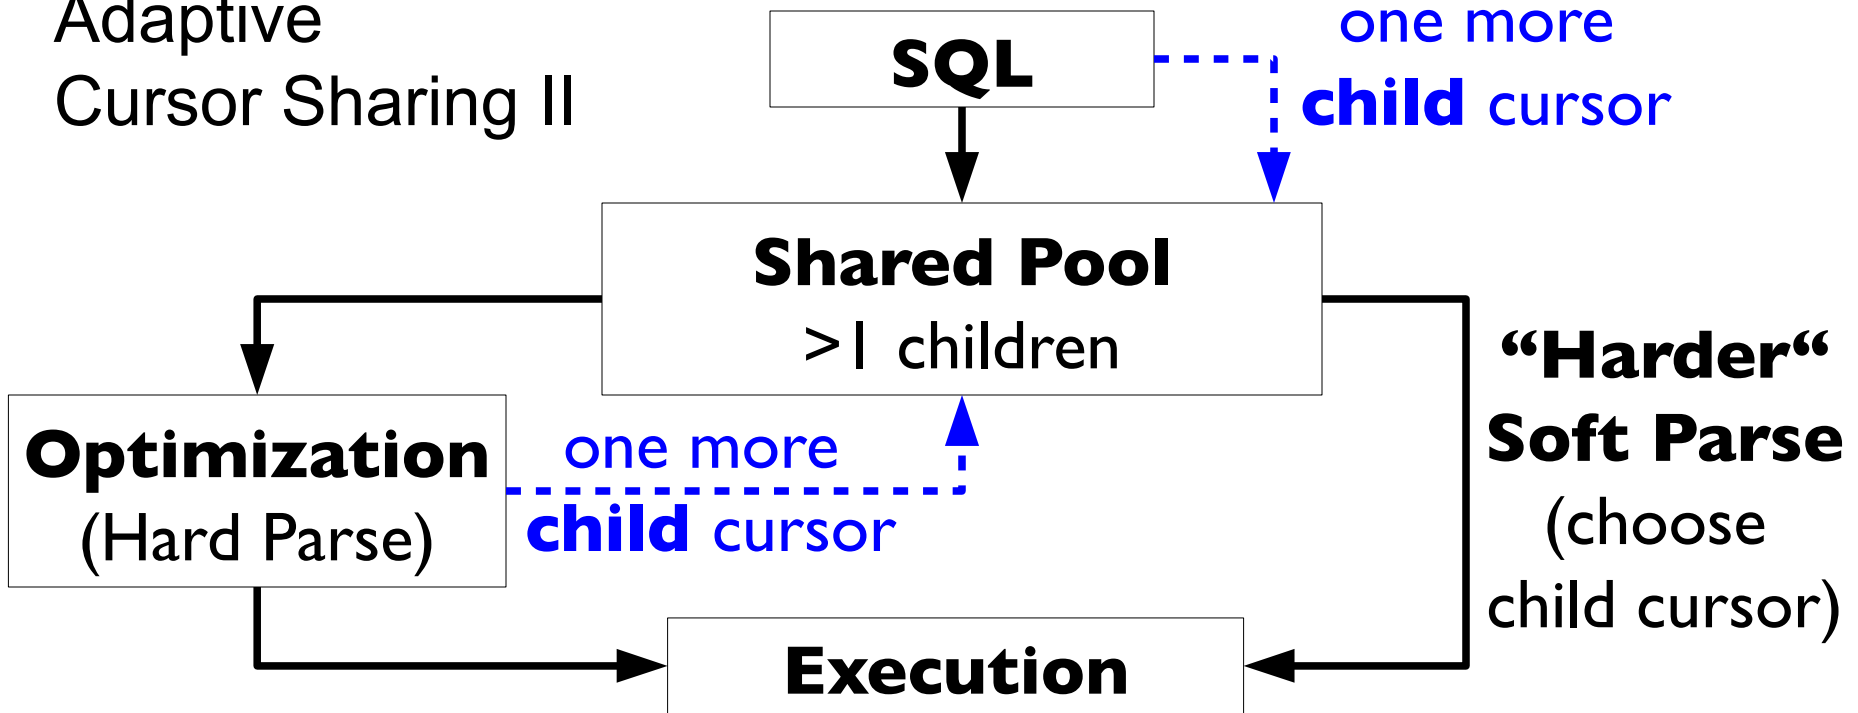 Adaptive
Cursor Sharing II
SQL
one more
child cursor
Shared Pool
>1 children
“Harder“
Soft Parse
(choose
child cursor)
Optimization
(Hard Parse)
one more
child cursor
Execution